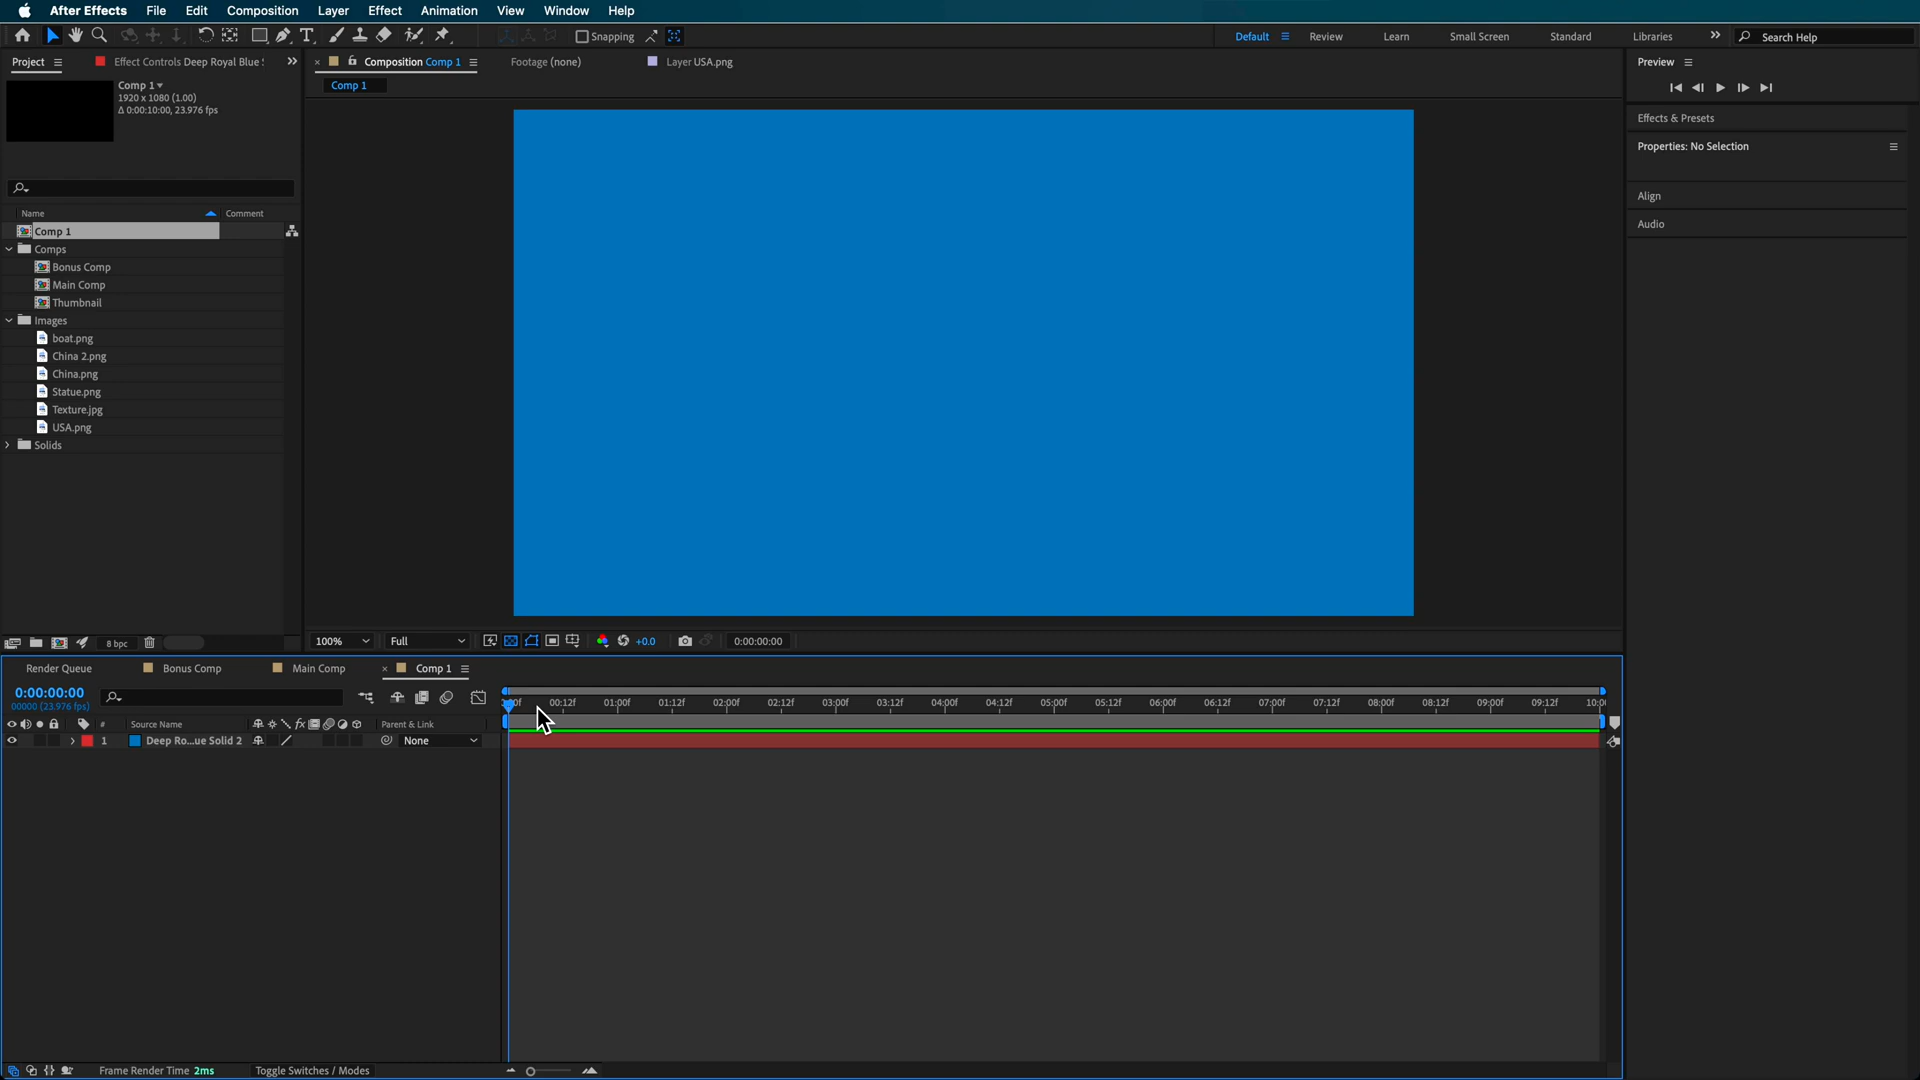 After Effects File Edit Composition Layer Effect Animation View Window Help
Snapping Default Review Learn Small Screen Standard Libraries Search Help
Project Effect Controls Deep Royal Blue Composition Comp 1 Footage (none) Layer USA.png Preview
Comp 1
1920 x 1080 (1.00)
Δ 0:00:10:00, 23.976 fps
Comp 1
Effects & Presets
Properties: No Selection
Align
Audio
Name Comment
Comp 1
Comps
Bonus Comp
Main Comp
Thumbnail
Images
boat.png
China 2.png
China.png
Statue.png
Texture.jpg
USA.png
Solids
8 bpc 100% Full +0.0 0:00:00:00
Render Queue Bonus Comp Main Comp Comp 1
0:00:00:00
00000 (23.976 fps)
00:12f 01:00f 01:12f 02:00f 02:12f 03:00f 03:12f 04:00f 04:12f 05:00f 05:12f 06:00f 06:12f 07:00f 07:12f 08:00f 08:12f 09:00f 09:12f
# Source Name Parent & Link
1 Deep Ro...ue Solid 2 None
Frame Render Time 2ms Toggle Switches / Modes